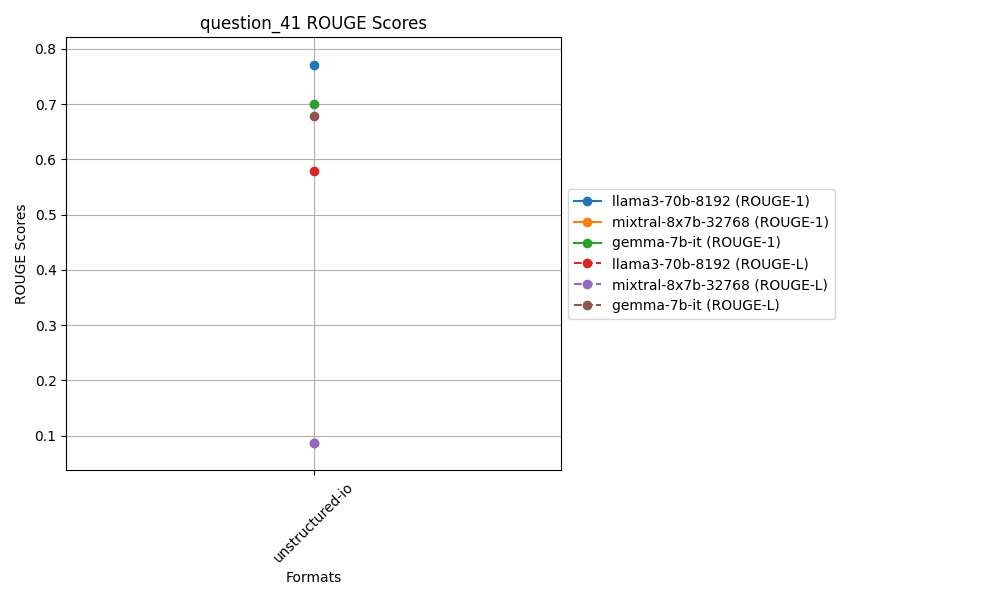 question_41 ROUGE Scores
0.8
0.7
0.6
0.5
0.4
0.3
0.2
0.1
ROUGE Scores
unstructured-io
Formats
llama3-70b-8192 (ROUGE-1)
mixtral-8x7b-32768 (ROUGE-1)
gemma-7b-it (ROUGE-1)
llama3-70b-8192 (ROUGE-L)
mixtral-8x7b-32768 (ROUGE-L)
gemma-7b-it (ROUGE-L)